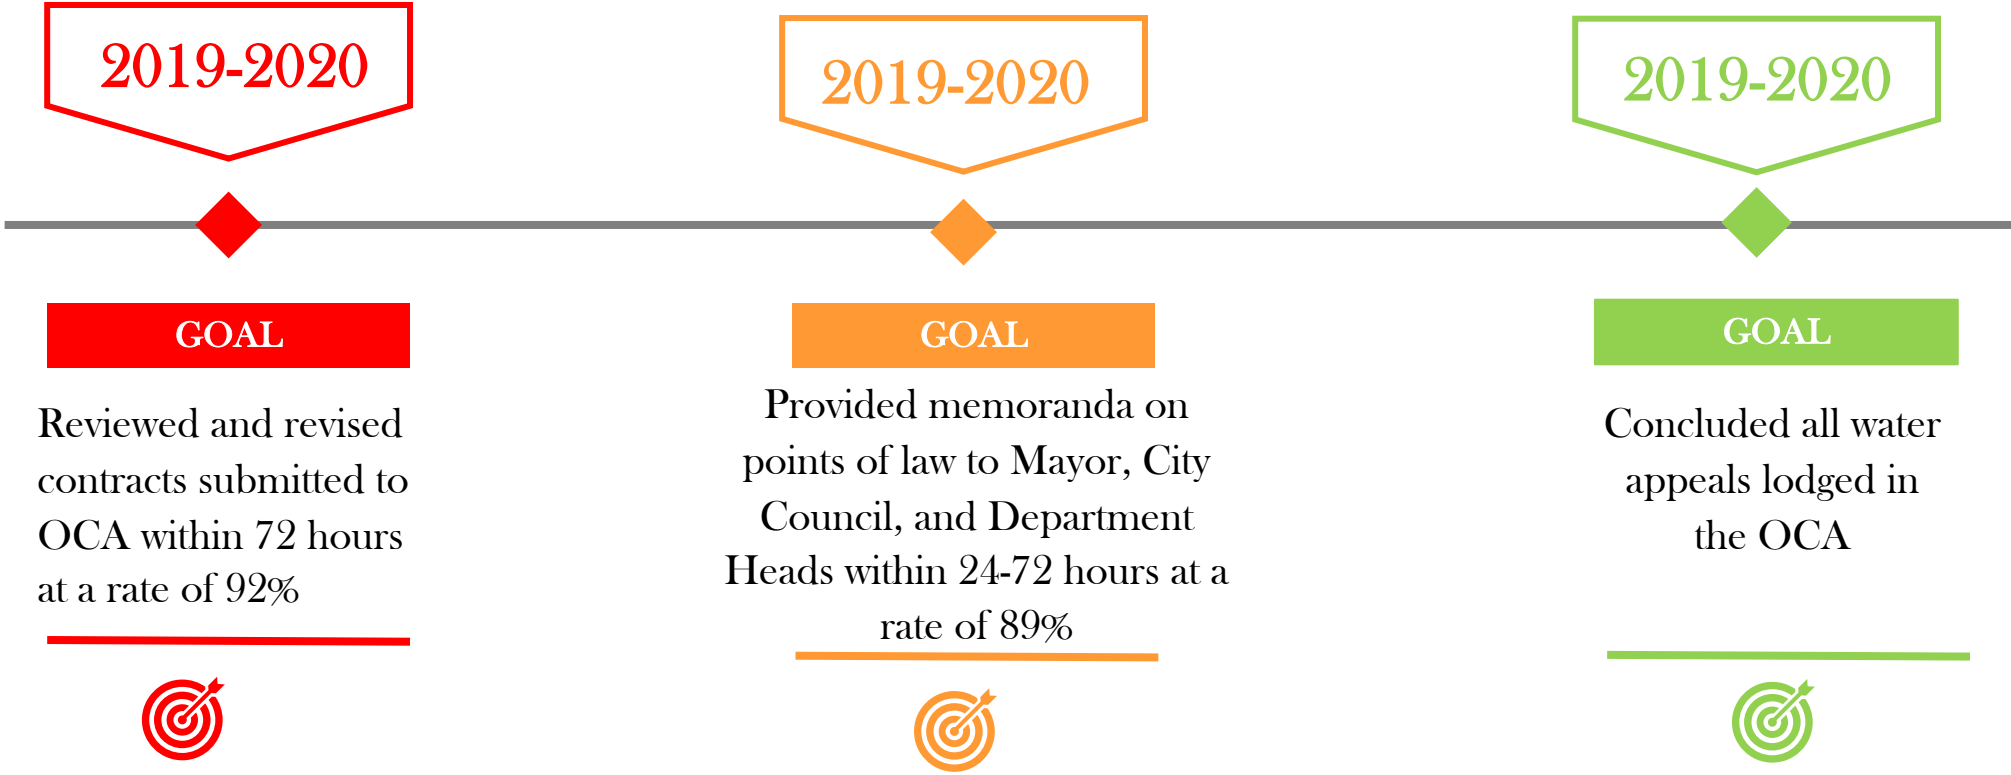 2019-2020
GOAL
Reviewed and revised
contracts submitted to
OCA within 72 hours
at a rate of 92%
2019-2020
GOAL
Provided memoranda on
points of law to Mayor, City
Council, and Department
Heads within 24-72 hours at a
rate of 89%
2019-2020
GOAL
Concluded all water
appeals lodged in
the OCA